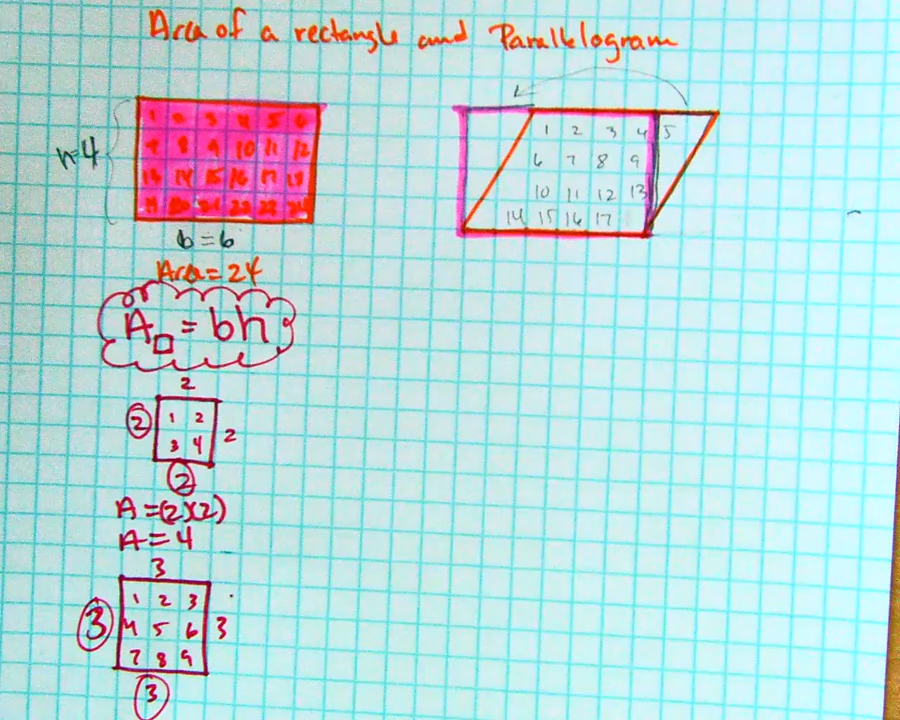 Area of a rectangle and Parallelogram
1 2 3 4 5 6
7 8 9 10 11 12
13 14 15 16 17 18
19 20 21 22 23 24
h=4
b=6
Area=24
A□=bh
2
1 2
3 4
2
2
2
A=(2)(2)
A=4
3
1 2 3
4 5 6
7 8 9
3
3
3
1 2 3 4 5
6 7 8 9
10 11 12 13
14 15 16 17